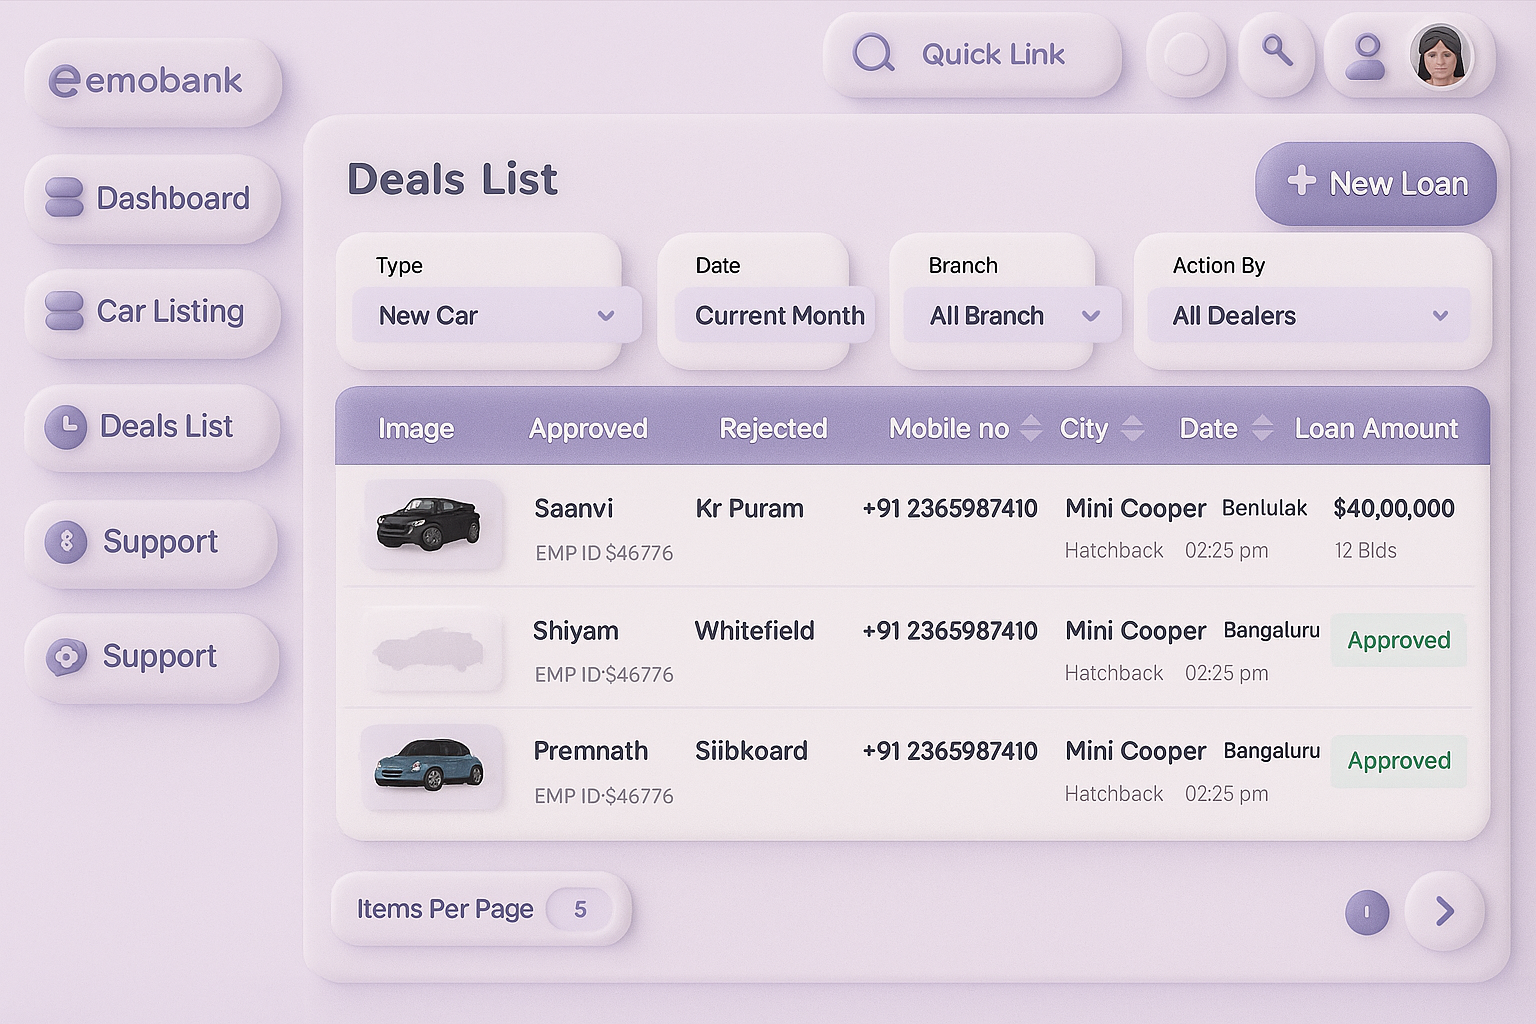 emobank
Quick Link
Dashboard
Car Listing
Deals List
Support
Support
Deals List
+ New Loan
Type
New Car
Date
Current Month
Branch
All Branch
Action By
All Dealers
Image Approved Rejected Mobile no City Date Loan Amount
Saanvi Kr Puram +91 2365987410 Mini Cooper Benlulak $40,00,000
EMP ID $46776 Hatchback 02:25 pm 12 Blds
Shiyam Whitefield +91 2365987410 Mini Cooper Bangaluru Approved
EMP ID·$46776 Hatchback 02:25 pm
Premnath Siibkoard +91 2365987410 Mini Cooper Bangaluru Approved
EMP ID·$46776 Hatchback 02:25 pm
Items Per Page 5